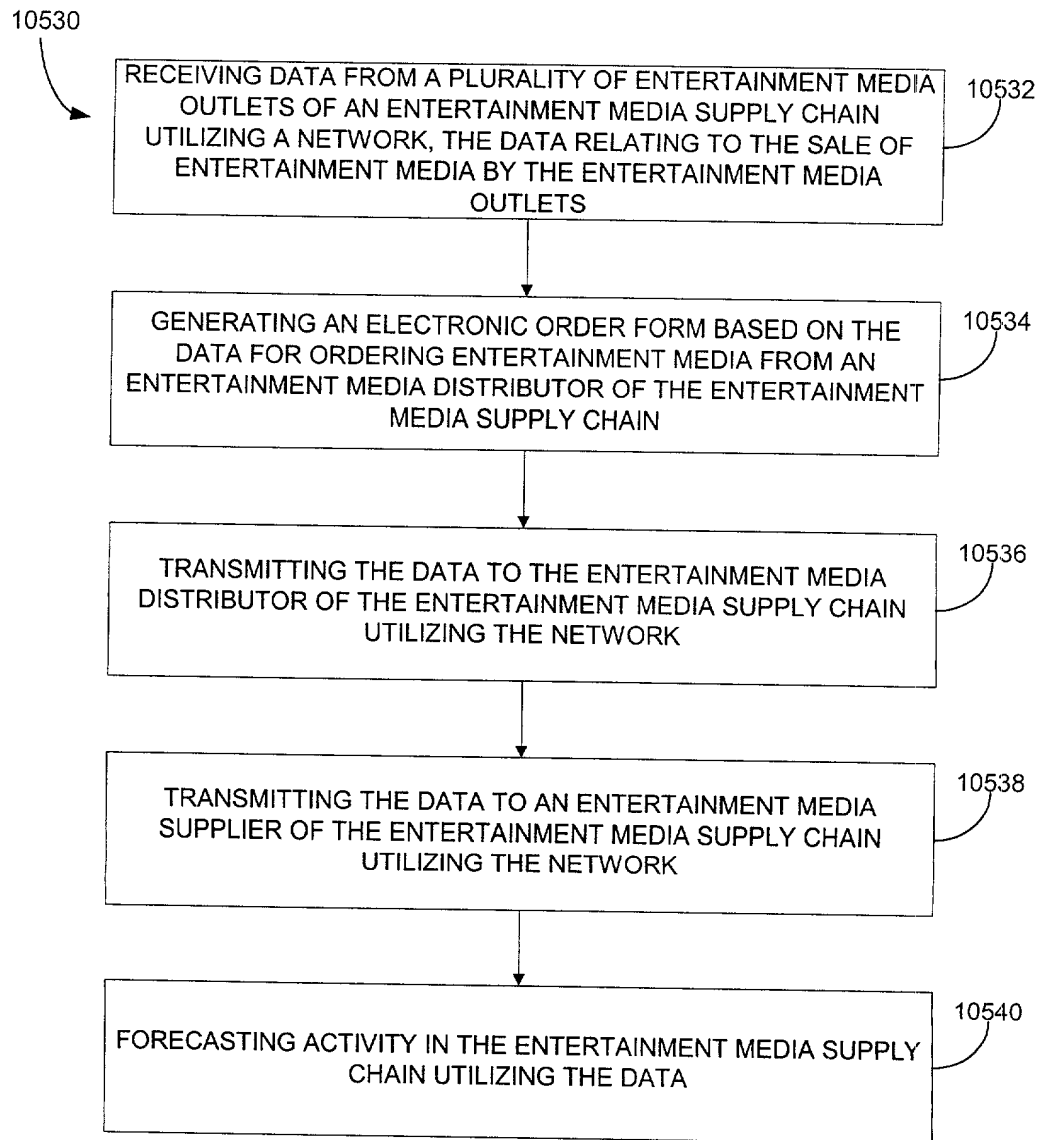 10530
RECEIVING DATA FROM A PLURALITY OF ENTERTAINMENT MEDIA
OUTLETS OF AN ENTERTAINMENT MEDIA SUPPLY CHAIN
UTILIZING A NETWORK, THE DATA RELATING TO THE SALE OF
ENTERTAINMENT MEDIA BY THE ENTERTAINMENT MEDIA
OUTLETS
10532
GENERATING AN ELECTRONIC ORDER FORM BASED ON THE
DATA FOR ORDERING ENTERTAINMENT MEDIA FROM AN
ENTERTAINMENT MEDIA DISTRIBUTOR OF THE ENTERTAINMENT
MEDIA SUPPLY CHAIN
10534
TRANSMITTING THE DATA TO THE ENTERTAINMENT MEDIA
DISTRIBUTOR OF THE ENTERTAINMENT MEDIA SUPPLY CHAIN
UTILIZING THE NETWORK
10536
TRANSMITTING THE DATA TO AN ENTERTAINMENT MEDIA
SUPPLIER OF THE ENTERTAINMENT MEDIA SUPPLY CHAIN
UTILIZING THE NETWORK
10538
FORECASTING ACTIVITY IN THE ENTERTAINMENT MEDIA SUPPLY
CHAIN UTILIZING THE DATA
10540